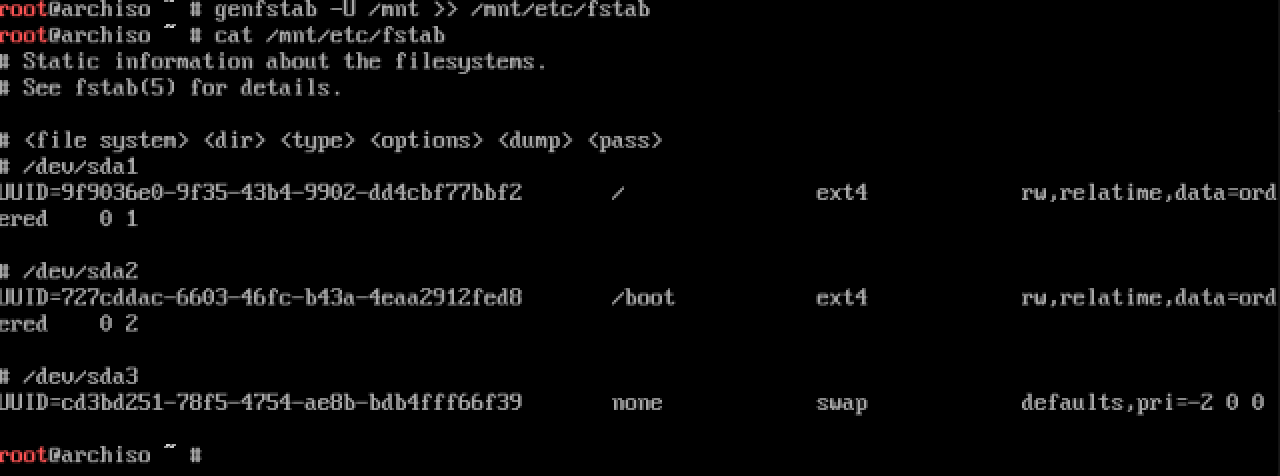 root@archiso ~ # genfstab -U /mnt >> /mnt/etc/fstab
root@archiso ~ # cat /mnt/etc/fstab
# Static information about the filesystems.
# See fstab(5) for details.

# <file system> <dir> <type> <options> <dump> <pass>
# /dev/sda1
UUID=9f9036e0-9f35-43b4-9902-dd4cbf77bbf2 / ext4 rw,relatime,data=ord
ered 0 1

# /dev/sda2
UUID=727cddac-6603-46fc-b43a-4eaa2912fed8 /boot ext4 rw,relatime,data=ord
ered 0 2

# /dev/sda3
UUID=cd3bd251-78f5-4754-ae8b-bdb4fff66f39 none swap defaults,pri=-2 0 0

root@archiso ~ #